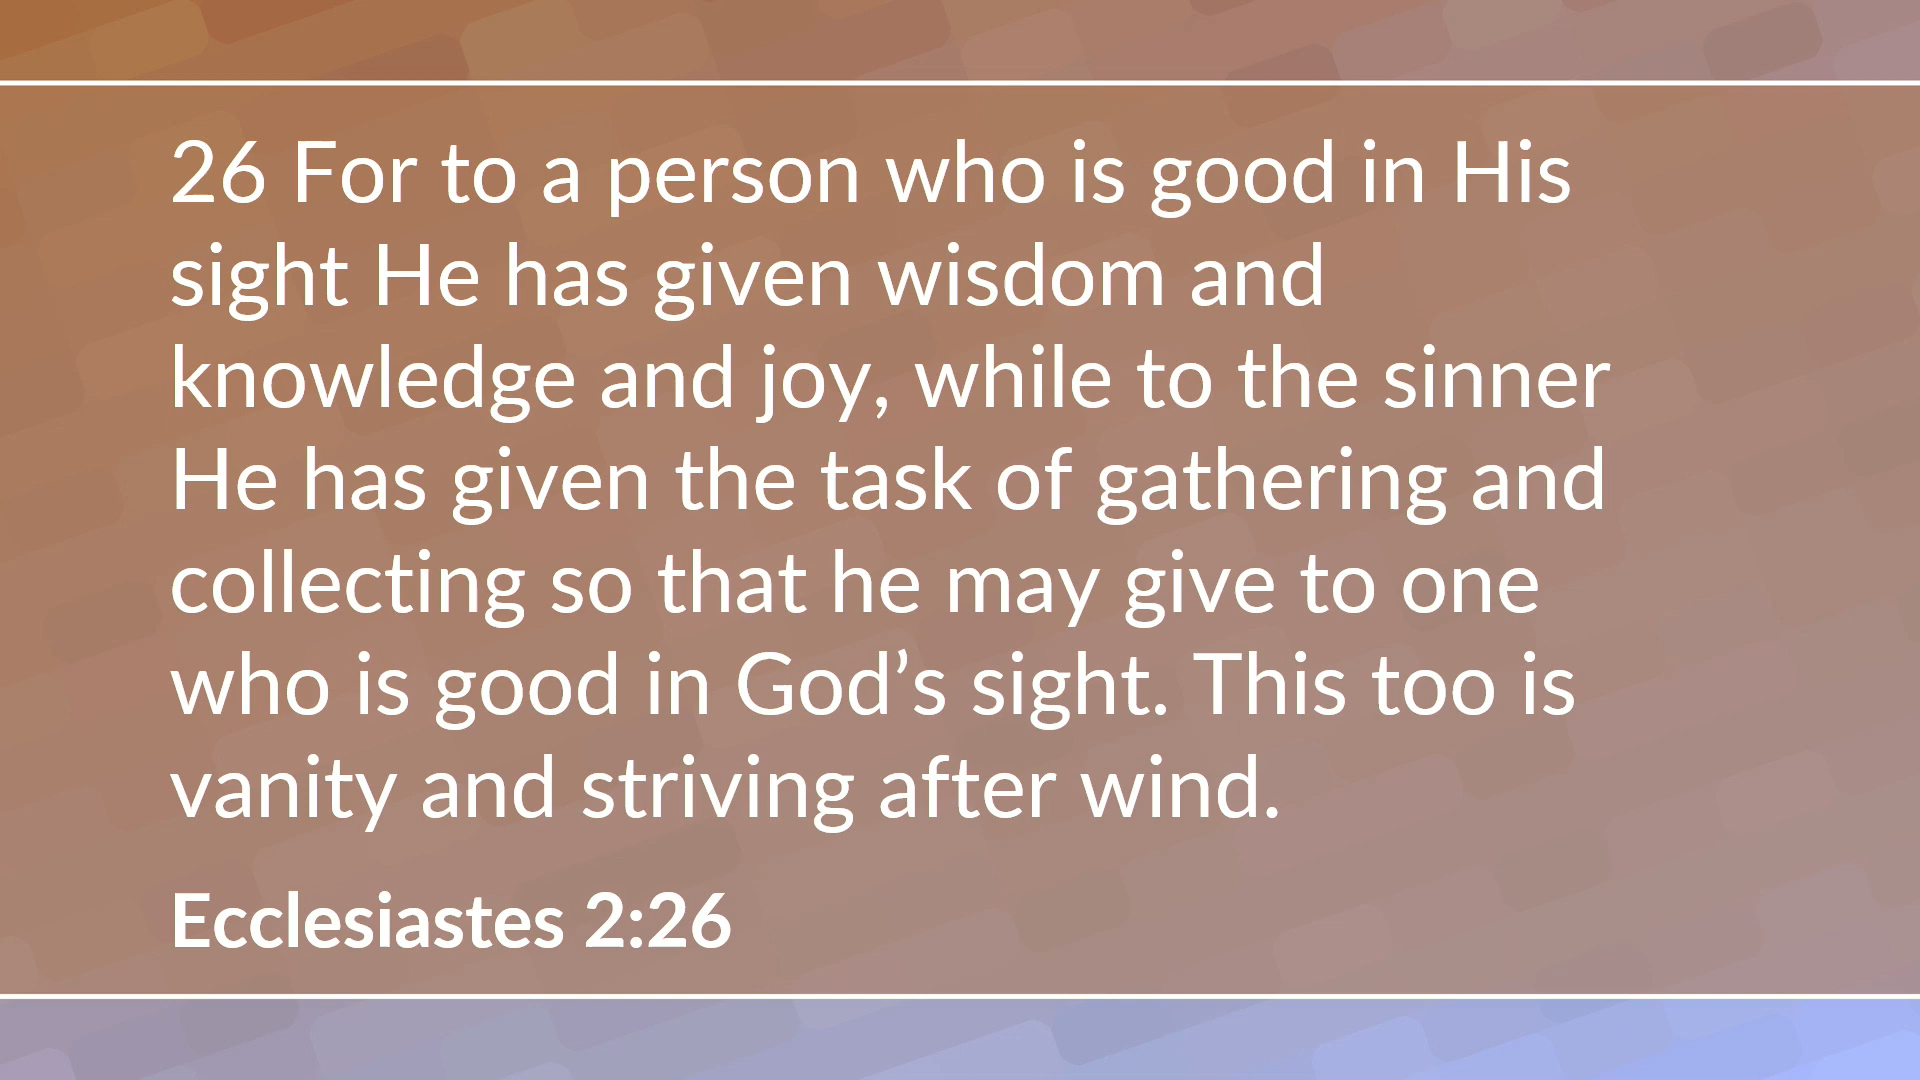 26 For to a person who is good in His
sight He has given wisdom and
knowledge and joy, while to the sinner
He has given the task of gathering and
collecting so that he may give to one
who is good in God’s sight. This too is
vanity and striving after wind.
Ecclesiastes 2:26